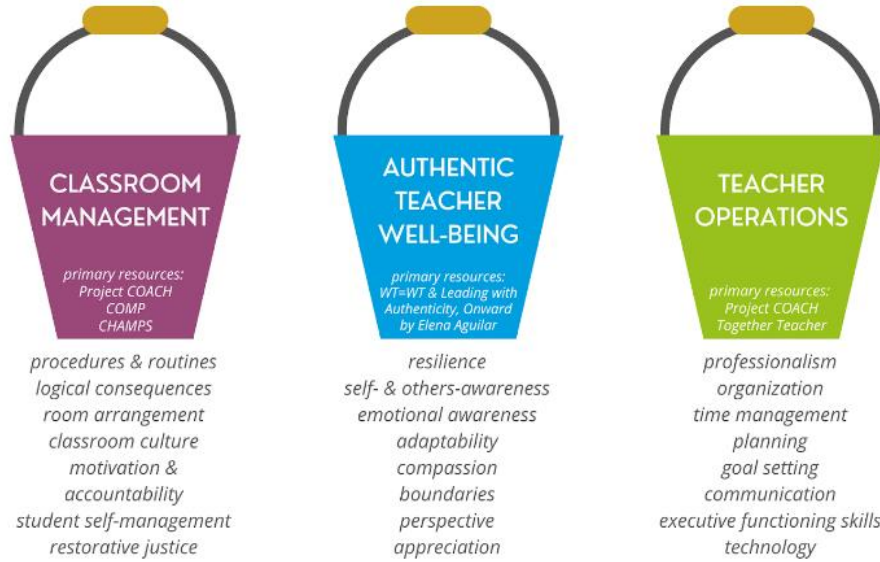 CLASSROOM
MANAGEMENT
primary resources:
Project COACH
COMP
CHAMPS
procedures & routines
logical consequences
room arrangement
classroom culture
motivation &
accountability
student self-management
restorative justice
AUTHENTIC
TEACHER
WELL-BEING
primary resources:
WT=WT & Leading with
Authenticity, Onward
by Elena Aguilar
resilience
self- & others-awareness
emotional awareness
adaptability
compassion
boundaries
perspective
appreciation
TEACHER
OPERATIONS
primary resources:
Project COACH
Together Teacher
professionalism
organization
time management
planning
goal setting
communication
executive functioning skills
technology